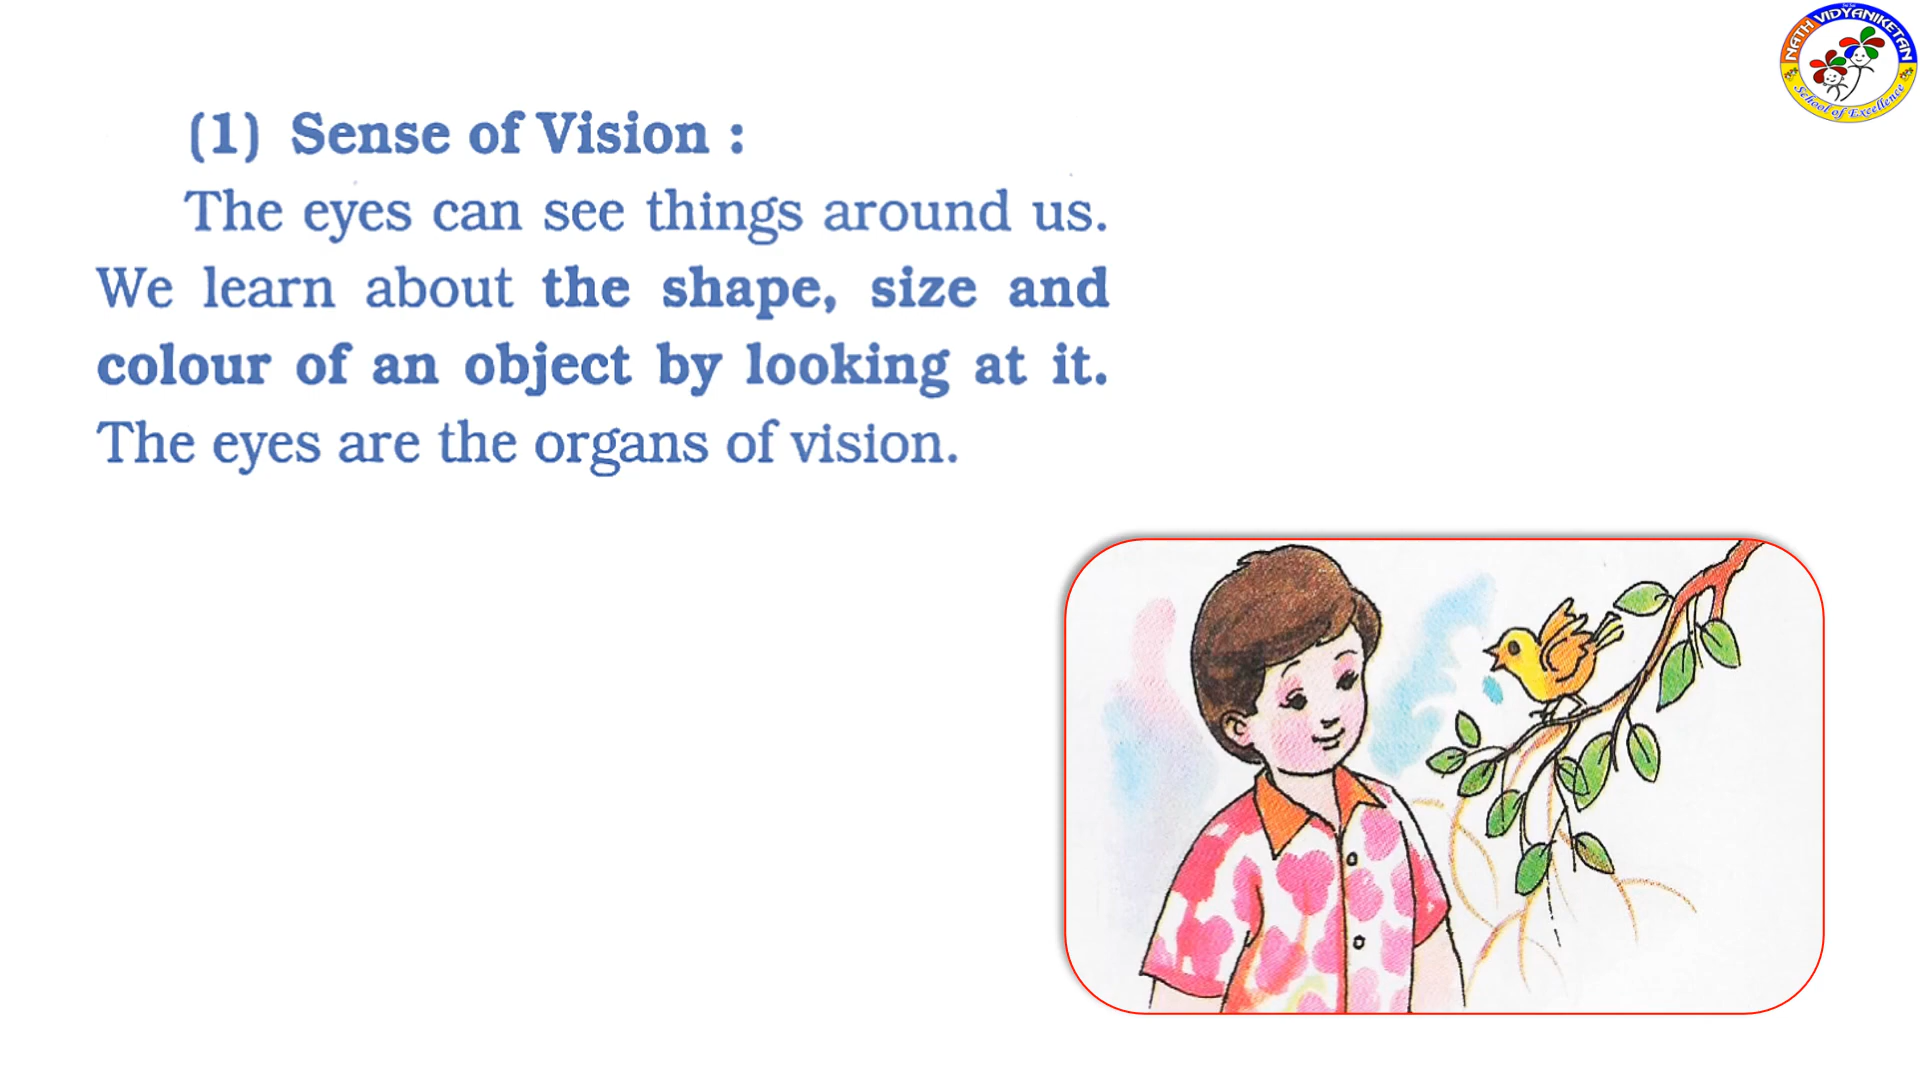 NATH VIDYANIKETAN
School of Excellence
(1) Sense of Vision :
The eyes can see things around us.
We learn about the shape, size and
colour of an object by looking at it.
The eyes are the organs of vision.